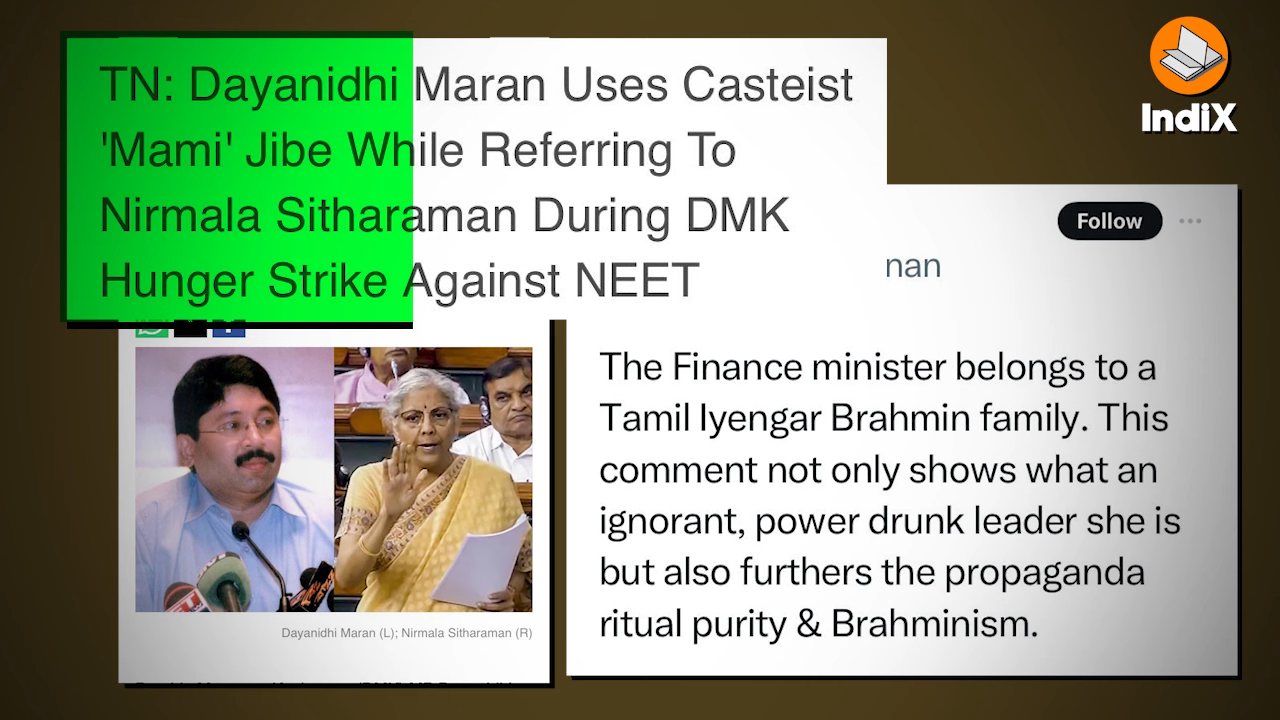 TN: Dayanidhi Maran Uses Casteist
'Mami' Jibe While Referring To
Nirmala Sitharaman During DMK
Hunger Strike Against NEET
IndiX
Follow
nan
The Finance minister belongs to a
Tamil Iyengar Brahmin family. This
comment not only shows what an
ignorant, power drunk leader she is
but also furthers the propaganda
ritual purity & Brahminism.
Dayanidhi Maran (L); Nirmala Sitharaman (R)